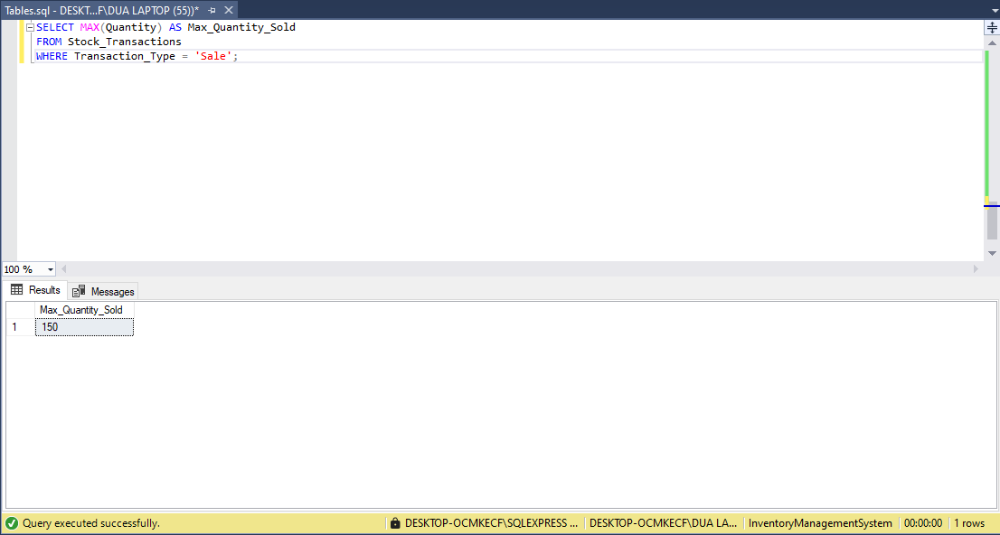 Tables.sql - DESKT...F\DUA LAPTOP (55))*
SELECT MAX(Quantity) AS Max_Quantity_Sold
FROM Stock_Transactions
WHERE Transaction_Type = 'Sale';
100 %
Results Messages
Max_Quantity_Sold
1 150
Query executed successfully. DESKTOP-OCMKECF\SQLEXPRESS ... DESKTOP-OCMKECF\DUA LA... InventoryManagementSystem 00:00:00 1 rows